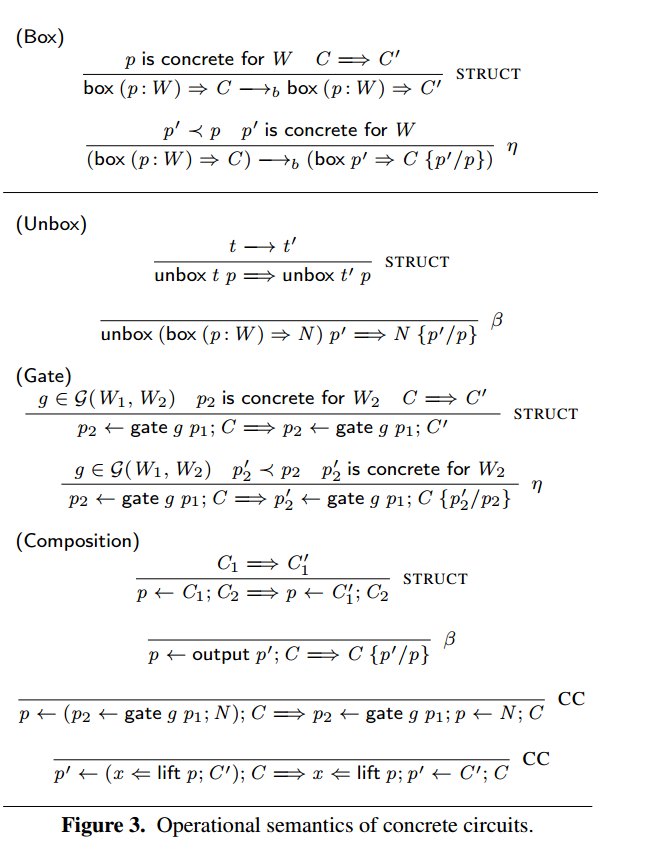 (Box)
p is concrete for W C ⟹ C′
STRUCT
box (p : W) ⇒ C ⟶b box (p : W) ⇒ C′
p′ ≺ p p′ is concrete for W
η
(box (p : W) ⇒ C) ⟶b (box p′ ⇒ C {p′/p})
(Unbox)
t ⟶ t′
STRUCT
unbox t p ⟹ unbox t′ p
β
unbox (box (p : W) ⇒ N) p′ ⟹ N {p′/p}
(Gate)
g ∈ 𝒢(W1, W2) p2 is concrete for W2 C ⟹ C′
STRUCT
p2 ← gate g p1; C ⟹ p2 ← gate g p1; C′
g ∈ 𝒢(W1, W2) p′2 ≺ p2 p′2 is concrete for W2
η
p2 ← gate g p1; C ⟹ p′2 ← gate g p1; C {p′2/p2}
(Composition)
C1 ⟹ C′1
STRUCT
p ← C1; C2 ⟹ p ← C′1; C2
β
p ← output p′; C ⟹ C {p′/p}
CC
p ← (p2 ← gate g p1; N); C ⟹ p2 ← gate g p1; p ← N; C
CC
p′ ← (x ⇐ lift p; C′); C ⟹ x ⇐ lift p; p′ ← C′; C
Figure 3. Operational semantics of concrete circuits.